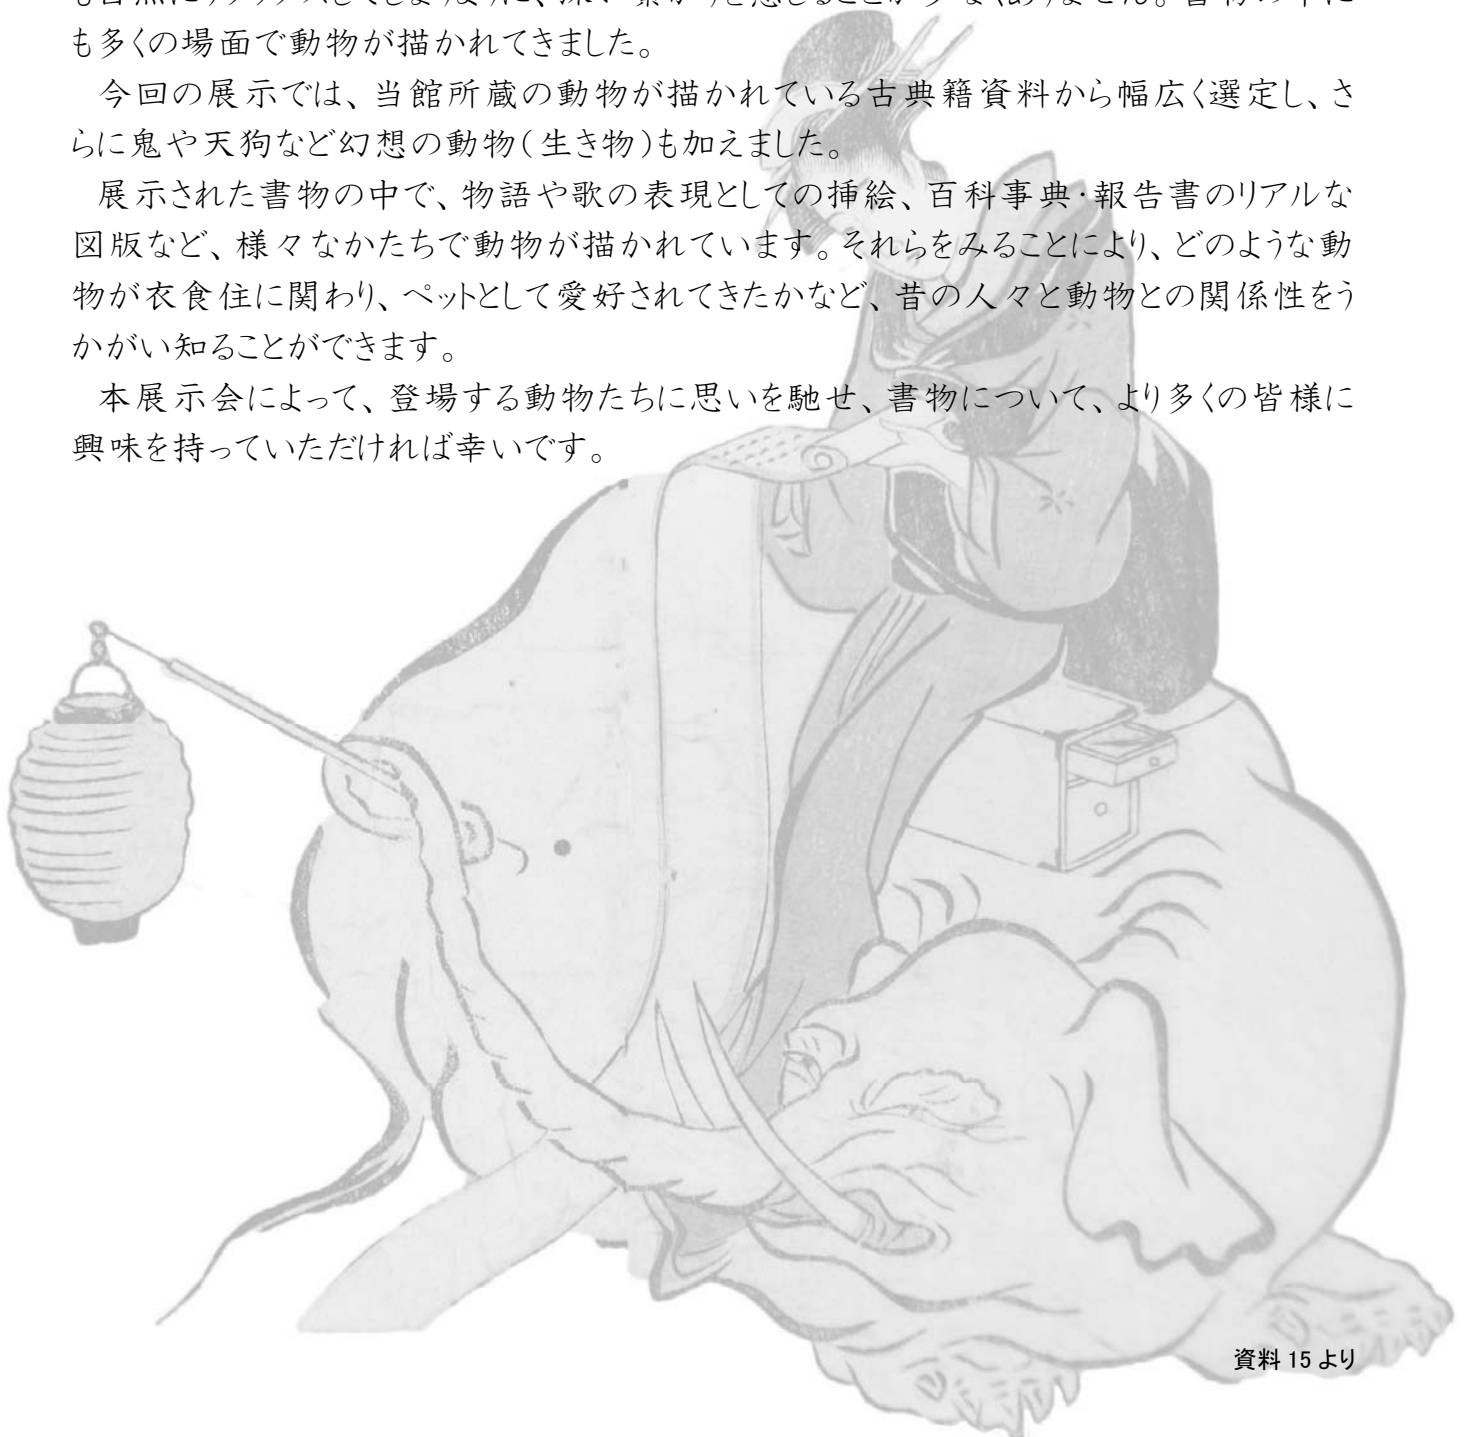 も多くの場面で動物が描かれてきました。
今回の展示では、当館所蔵の動物が描かれている古典籍資料から幅広く選定し、さ
らに鬼や天狗など幻想の動物(生き物)も加えました。
展示された書物の中で、物語や歌の表現としての挿絵、百科事典・報告書のリアルな
図版など、様々なかたちで動物が描かれています。それらをみることにより、どのような動
物が衣食住に関わり、ペットとして愛好されてきたかなど、昔の人々と動物との関係性をう
かがい知ることができます。
本展示会によって、登場する動物たちに思いを馳せ、書物について、より多くの皆様に
興味を持っていただければ幸いです。
資料 15 より